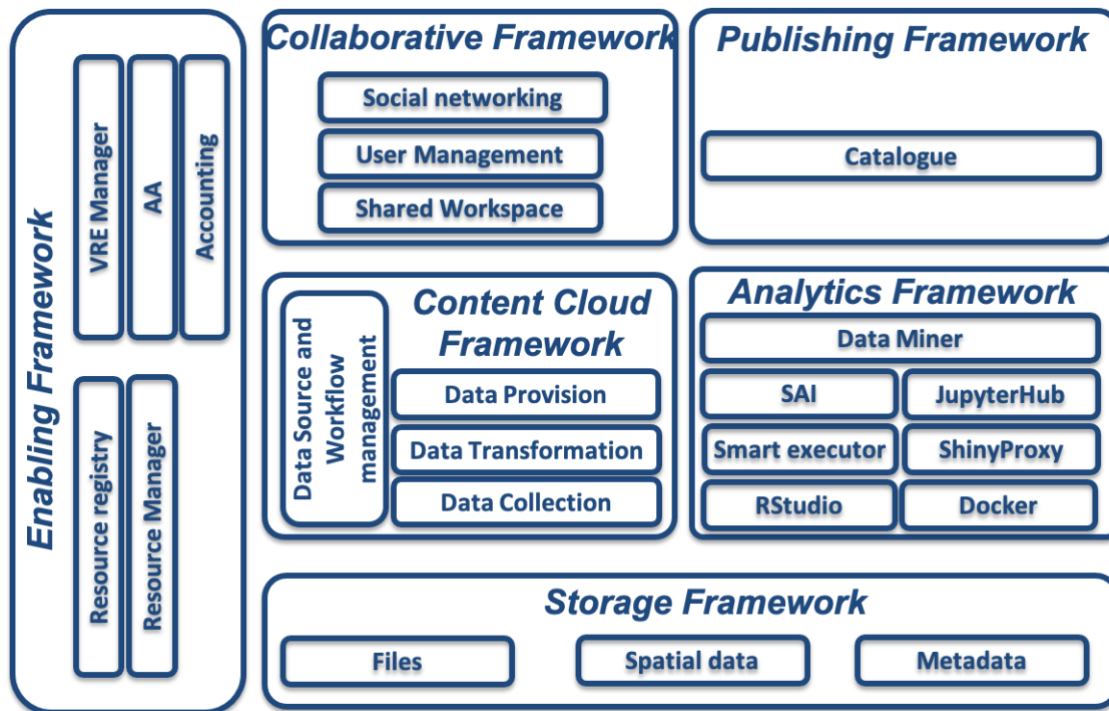 Enabling Framework
VRE Manager
AA
Accounting
Resource registry
Resource Manager
Collaborative Framework
Social networking
User Management
Shared Workspace
Publishing Framework
Catalogue
Content Cloud
Framework
Data Source and
Workflow
management
Data Provision
Data Transformation
Data Collection
Analytics Framework
Data Miner
SAI
JupyterHub
Smart executor
ShinyProxy
RStudio
Docker
Storage Framework
Files
Spatial data
Metadata